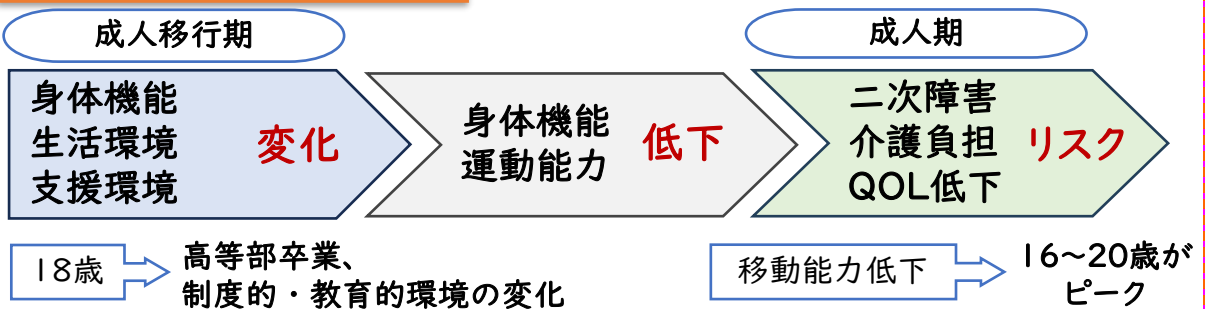 成人移行期
成人期
身体機能
生活環境
支援環境
変化
身体機能
運動能力
低下
二次障害
介護負担
QOL低下
リスク
18歳
高等部卒業、
制度的・教育的環境の変化
移動能力低下
16～20歳が
ピーク